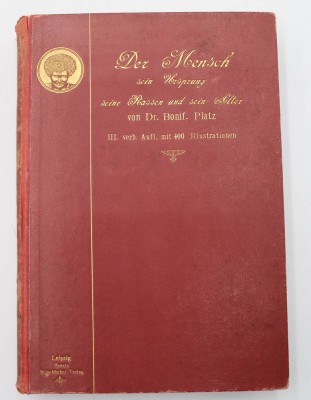 Der Mensch
sein Ursprung
seine Rassen und sein Alter
von Dr. Bonif. Platz
III. verb. Aufl. mit 400 Illustrationen
Leipzig
Verlag